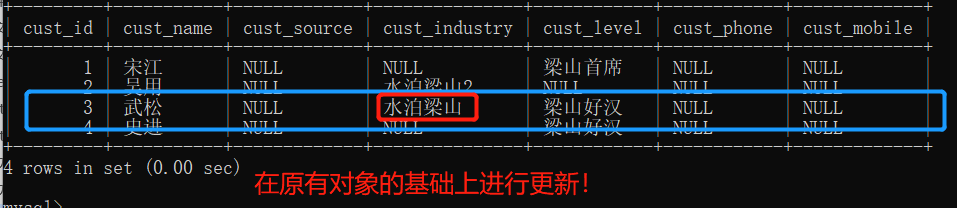 cust_id | cust_name | cust_source | cust_industry | cust_level | cust_phone | cust_mobile |
1 | 宋江 | NULL | NULL | 梁山首席 | NULL | NULL |
2 | 吴用 | NULL | 水泊梁山2 | NULL | NULL | NULL |
3 | 武松 | NULL | 水泊梁山 | 梁山好汉 | NULL | NULL |
4 | 史进 | NULL | NULL | 梁山好汉 | NULL | NULL |
4 rows in set (0.00 sec)
在原有对象的基础上进行更新！
mysql>